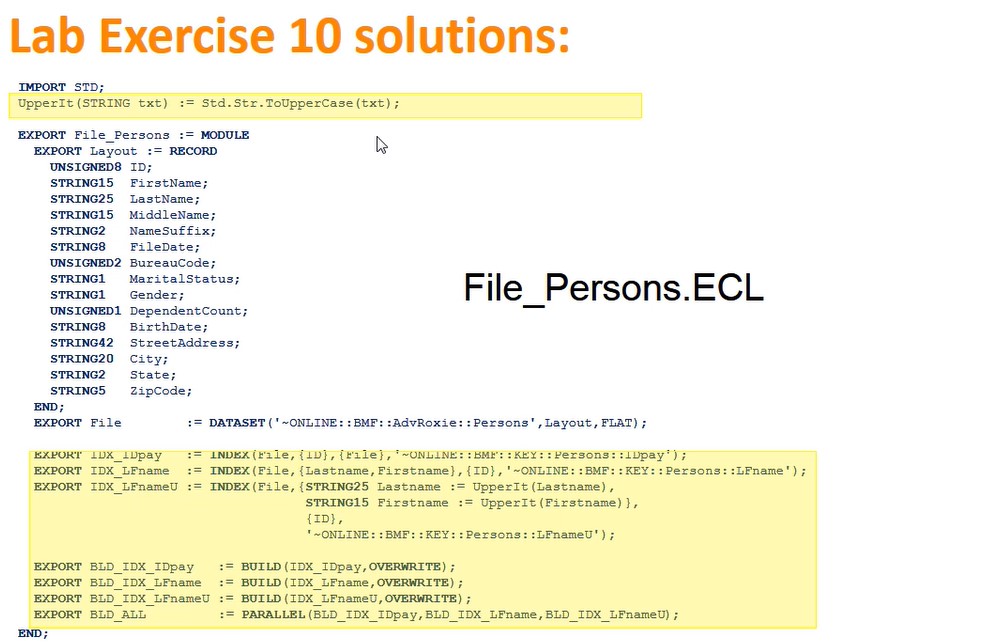 Lab Exercise 10 solutions:
IMPORT STD;
UpperIt(STRING txt) := Std.Str.ToUpperCase(txt);
EXPORT File_Persons := MODULE
EXPORT Layout := RECORD
UNSIGNED8 ID;
STRING15 FirstName;
STRING25 LastName;
STRING15 MiddleName;
STRING2 NameSuffix;
STRING8 FileDate;
UNSIGNED2 BureauCode;
STRING1 MaritalStatus;
STRING1 Gender;
UNSIGNED1 DependentCount;
STRING8 BirthDate;
STRING42 StreetAddress;
STRING20 City;
STRING2 State;
STRING5 ZipCode;
END;
EXPORT File := DATASET('~ONLINE::BMF::AdvRoxie::Persons',Layout,FLAT);
File_Persons.ECL
EXPORT IDX_IDpay := INDEX(File,{ID},{File},'~ONLINE::BMF::KEY::Persons::IDpay');
EXPORT IDX_LFname := INDEX(File,{Lastname,Firstname},{ID},'~ONLINE::BMF::KEY::Persons::LFname');
EXPORT IDX_LFnameU := INDEX(File,{STRING25 Lastname := UpperIt(Lastname),
STRING15 Firstname := UpperIt(Firstname)},
{ID},
'~ONLINE::BMF::KEY::Persons::LFnameU');
EXPORT BLD_IDX_IDpay := BUILD(IDX_IDpay,OVERWRITE);
EXPORT BLD_IDX_LFname := BUILD(IDX_LFname,OVERWRITE);
EXPORT BLD_IDX_LFnameU := BUILD(IDX_LFnameU,OVERWRITE);
EXPORT BLD_ALL := PARALLEL(BLD_IDX_IDpay,BLD_IDX_LFname,BLD_IDX_LFnameU);
END;